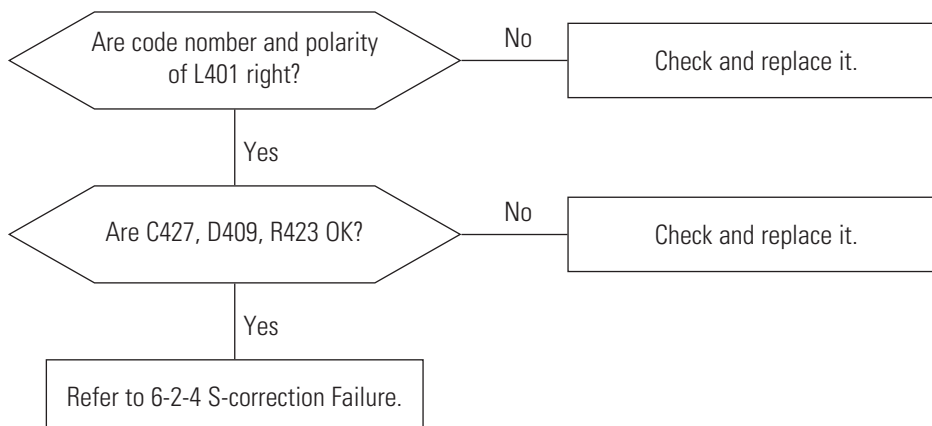 Are code nomber and polarity
of L401 right?
No
Check and replace it.
Yes
Are C427, D409, R423 OK?
No
Check and replace it.
Yes
Refer to 6-2-4 S-correction Failure.